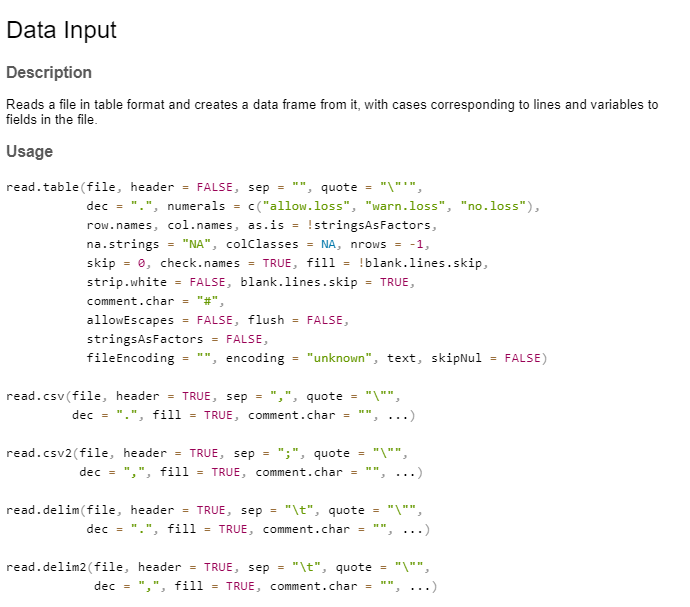 Data Input
Description
Reads a file in table format and creates a data frame from it, with cases corresponding to lines and variables to
fields in the file.
Usage
read.table(file, header = FALSE, sep = "", quote = "\"'",
           dec = ".", numerals = c("allow.loss", "warn.loss", "no.loss"),
           row.names, col.names, as.is = !stringsAsFactors,
           na.strings = "NA", colClasses = NA, nrows = -1,
           skip = 0, check.names = TRUE, fill = !blank.lines.skip,
           strip.white = FALSE, blank.lines.skip = TRUE,
           comment.char = "#",
           allowEscapes = FALSE, flush = FALSE,
           stringsAsFactors = FALSE,
           fileEncoding = "", encoding = "unknown", text, skipNul = FALSE)
read.csv(file, header = TRUE, sep = ",", quote = "\"",
         dec = ".", fill = TRUE, comment.char = "", ...)
read.csv2(file, header = TRUE, sep = ";", quote = "\"",
          dec = ",", fill = TRUE, comment.char = "", ...)
read.delim(file, header = TRUE, sep = "\t", quote = "\"",
           dec = ".", fill = TRUE, comment.char = "", ...)
read.delim2(file, header = TRUE, sep = "\t", quote = "\"",
            dec = ",", fill = TRUE, comment.char = "", ...)